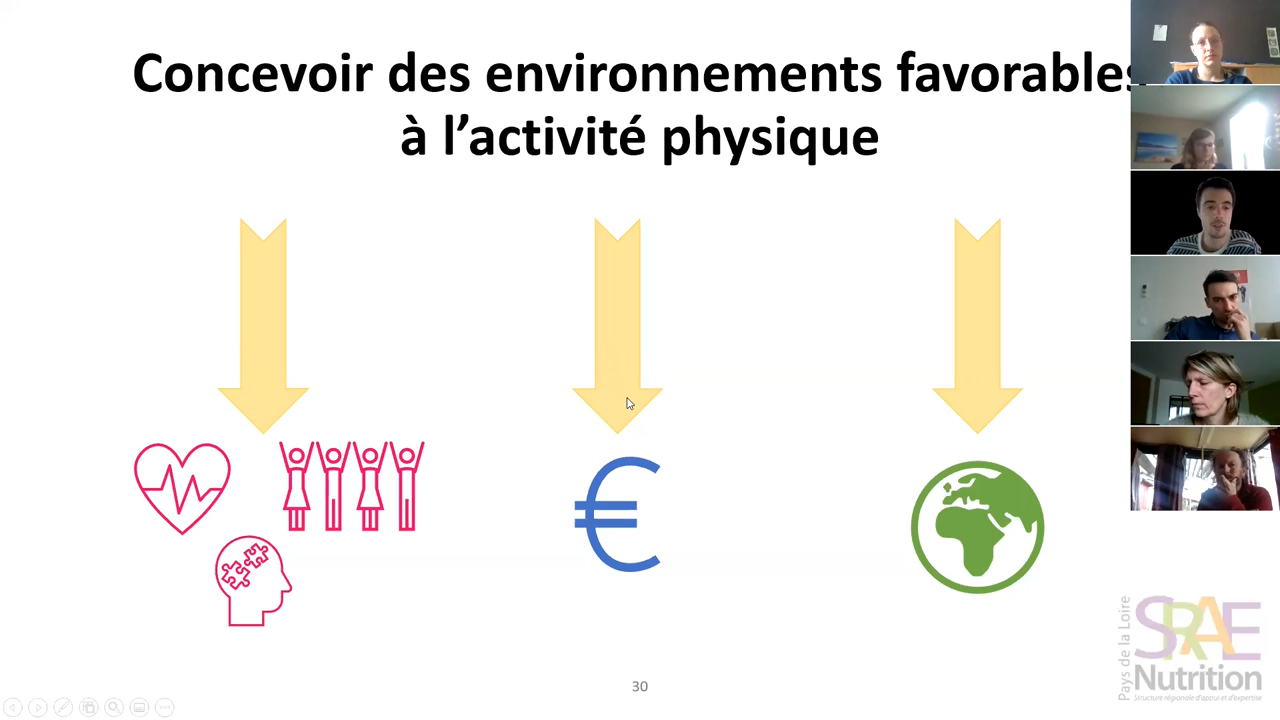 Concevoir des environnements favorables
à l’activité physique
€
30
Pays de la Loire
SRAE
Nutrition
Structure régionale d'appui et d'expertise